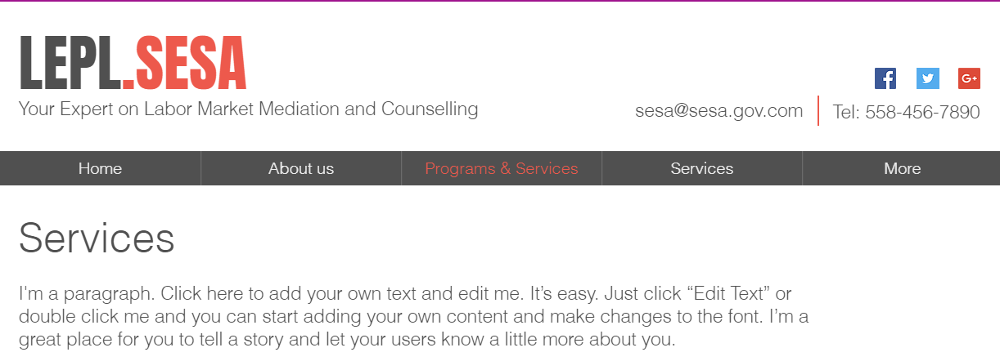 LEPL.SESA
Your Expert on Labor Market Mediation and Counselling
sesa@sesa.gov.com
Tel: 558-456-7890
Home
About us
Programs & Services
Services
More
Services
I'm a paragraph. Click here to add your own text and edit me. It’s easy. Just click “Edit Text” or
double click me and you can start adding your own content and make changes to the font. I’m a
great place for you to tell a story and let your users know a little more about you.